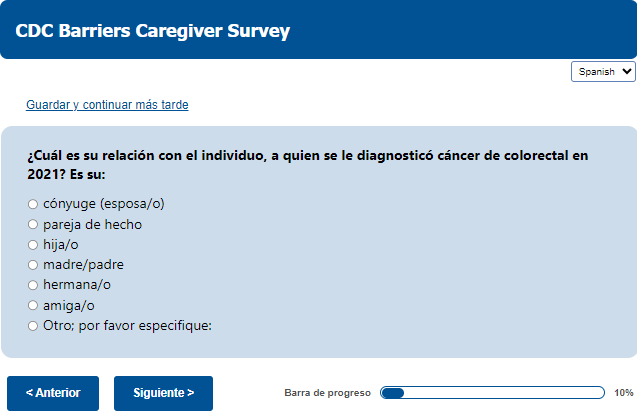 CDC Barriers Caregiver Survey
Spanish
Guardar y continuar más tarde
¿Cuál es su relación con el individuo, a quien se le diagnosticó cáncer de colorectal en
2021? Es su:
cónyuge (esposa/o)
pareja de hecho
hija/o
madre/padre
hermana/o
amiga/o
Otro; por favor especifique:
< Anterior
Siguiente >
Barra de progreso
10%